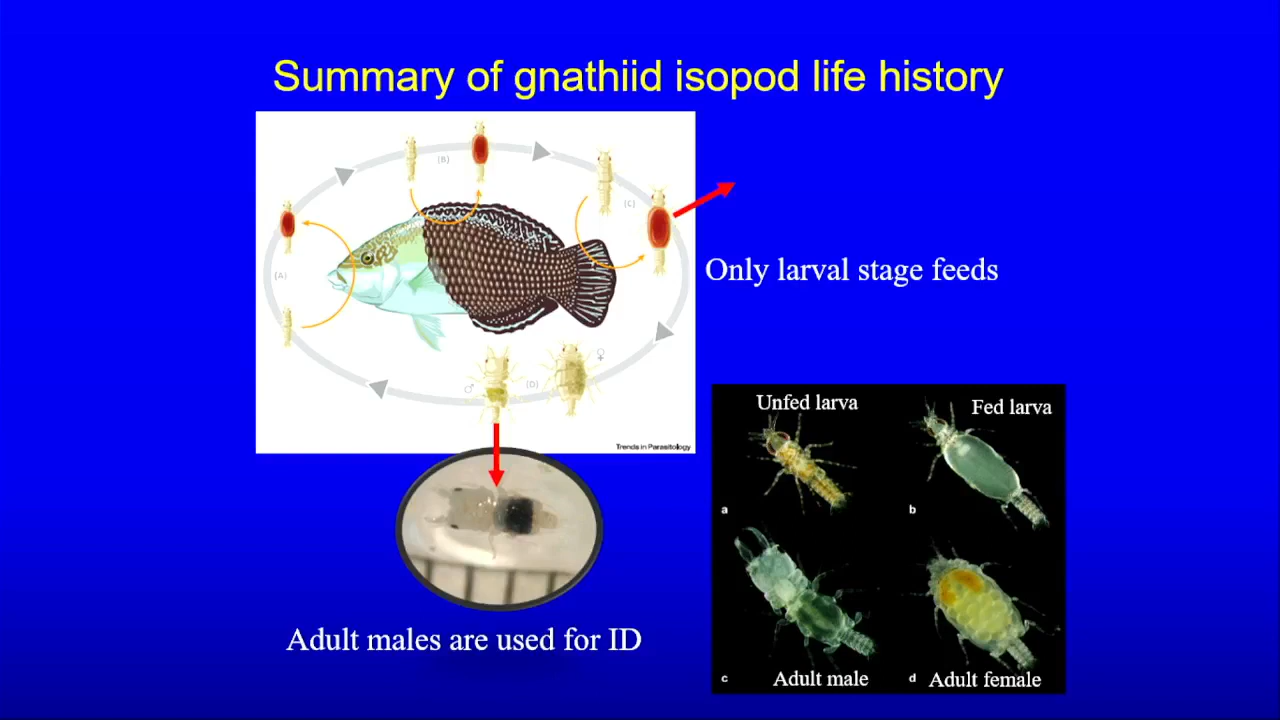 Summary of gnathiid isopod life history
(B)
(C)
(A)
Only larval stage feeds
♂
(D)
♀
Trends in Parasitology
Unfed larva
Fed larva
a
b
Adult males are used for ID
c
Adult male
d
Adult female